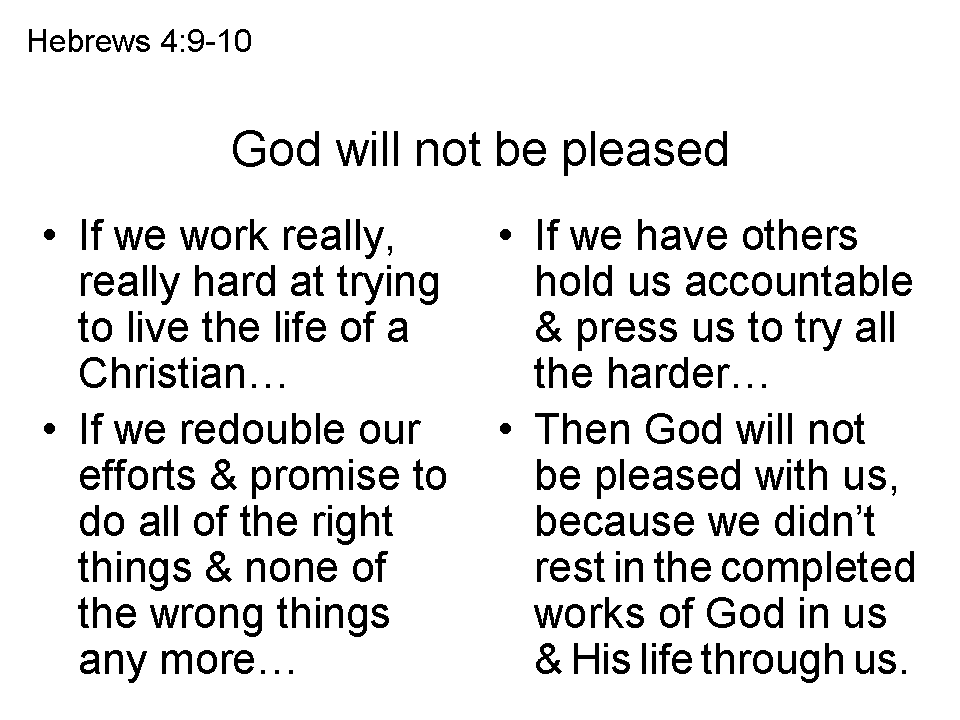 Hebrews 4:9-10
God will not be pleased
• If we work really,
really hard at trying
to live the life of a
Christian…
• If we redouble our
efforts & promise to
do all of the right
things & none of
the wrong things
any more…
• If we have others
hold us accountable
& press us to try all
the harder…
• Then God will not
be pleased with us,
because we didn’t
rest in the completed
works of God in us
& His life through us.